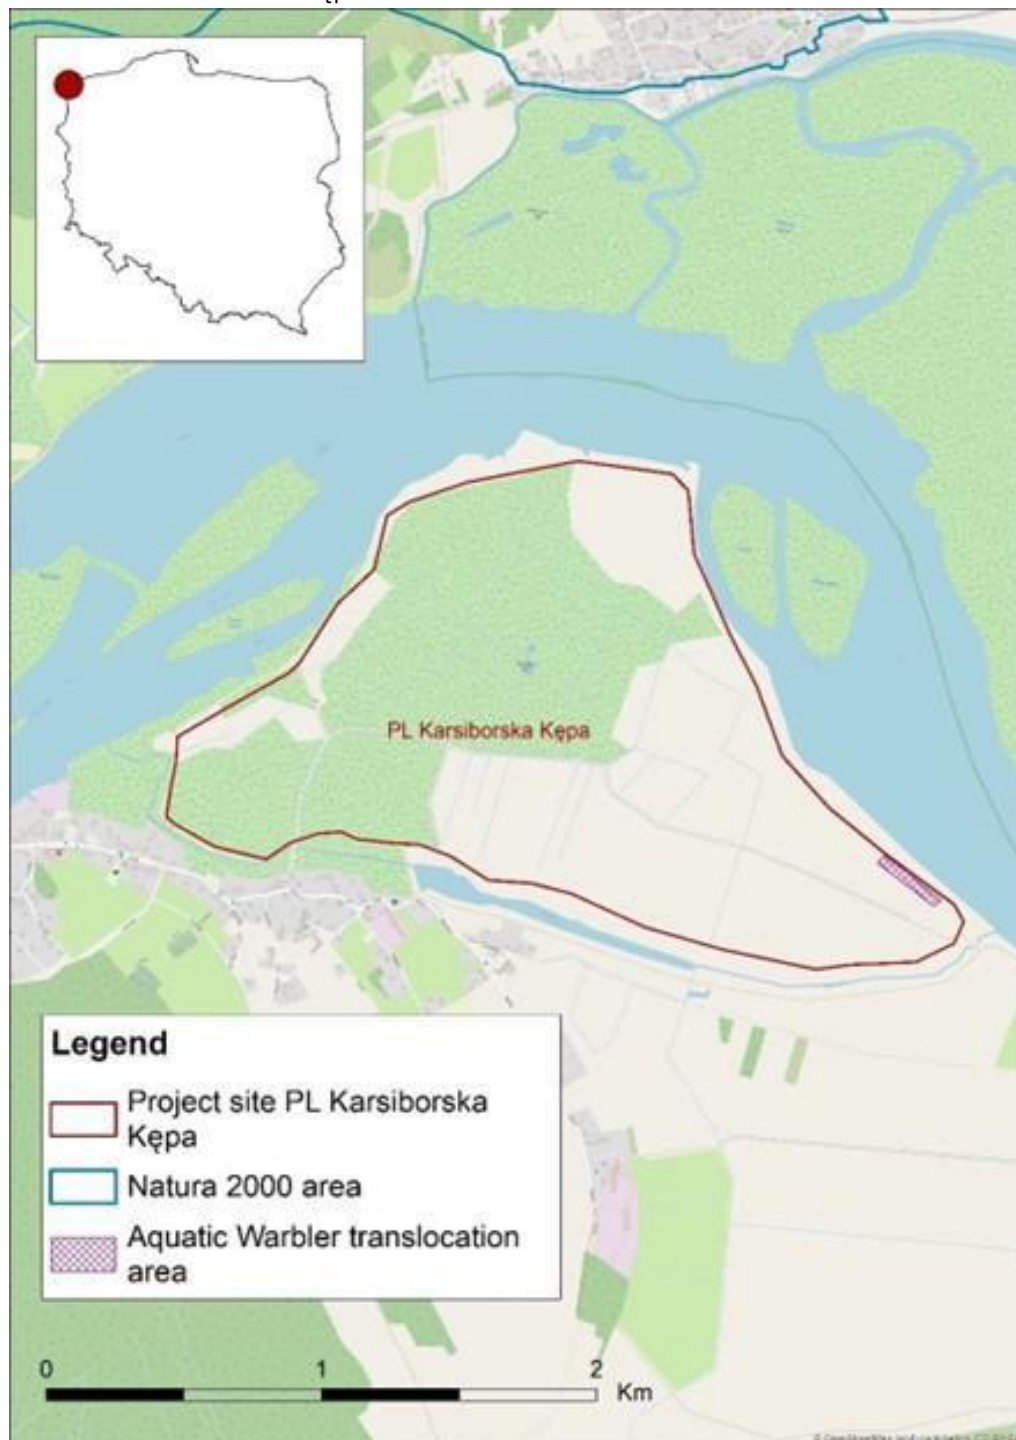 PL Karsiborska Kępa
Legend
Project site PL Karsiborska
Kępa
Natura 2000 area
Aquatic Warbler translocation
area
0 1 2
Km